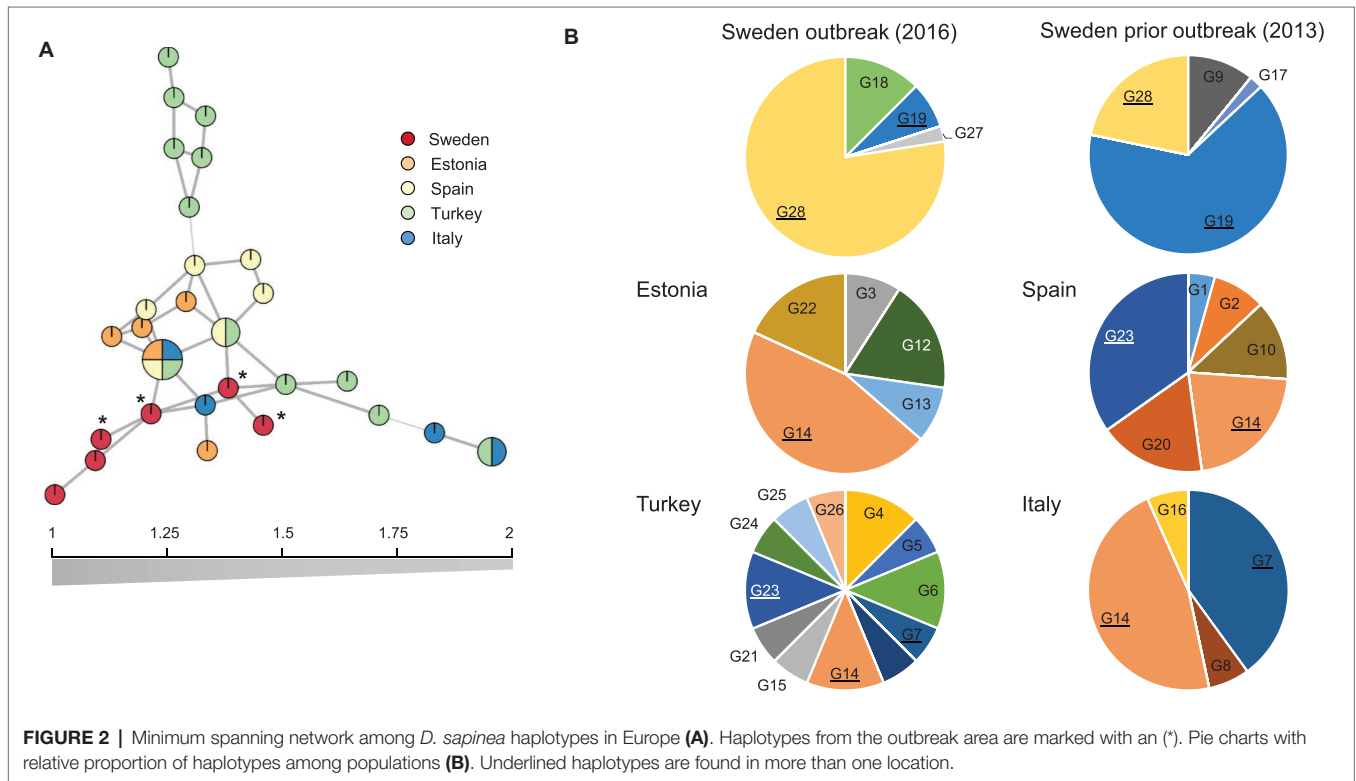 A
Sweden
Estonia
Spain
Turkey
Italy
*
*
*
*
1 1.25 1.5 1.75 2
B
Sweden outbreak (2016)
G18
G19
G27
G28
Sweden prior outbreak (2013)
G28
G9
G17
G19
Estonia
G22
G3
G12
G13
G14
Spain
G1
G2
G23
G10
G14
G20
Turkey
G25
G26
G4
G24
G5
G23
G6
G7
G21
G14
G15
Italy
G16
G7
G14
G8
FIGURE 2 | Minimum spanning network among D. sapinea haplotypes in Europe (A). Haplotypes from the outbreak area are marked with an (*). Pie charts with
relative proportion of haplotypes among populations (B). Underlined haplotypes are found in more than one location.